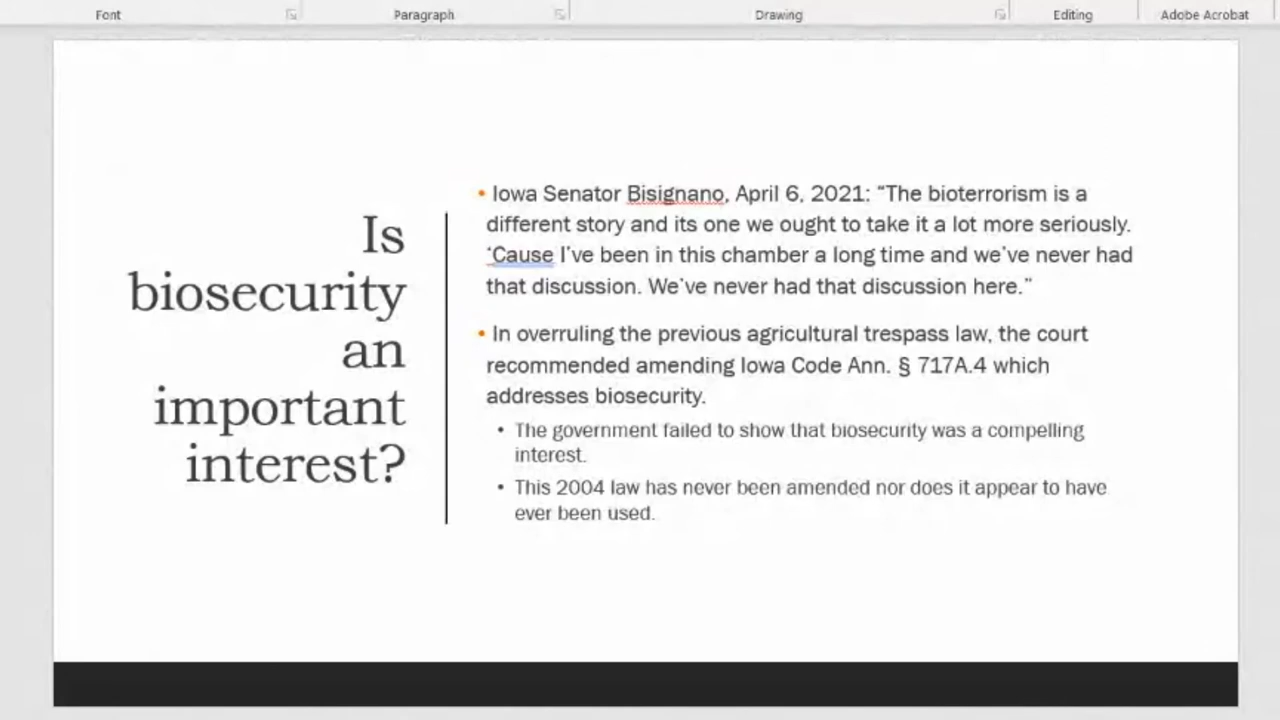 Font Paragraph Drawing Editing Adobe Acrobat
Is
biosecurity
an
important
interest?
• Iowa Senator Bisignano, April 6, 2021: “The bioterrorism is a
different story and its one we ought to take it a lot more seriously.
‘Cause I’ve been in this chamber a long time and we’ve never had
that discussion. We’ve never had that discussion here.”
• In overruling the previous agricultural trespass law, the court
recommended amending Iowa Code Ann. § 717A.4 which
addresses biosecurity.
• The government failed to show that biosecurity was a compelling
interest.
• This 2004 law has never been amended nor does it appear to have
ever been used.